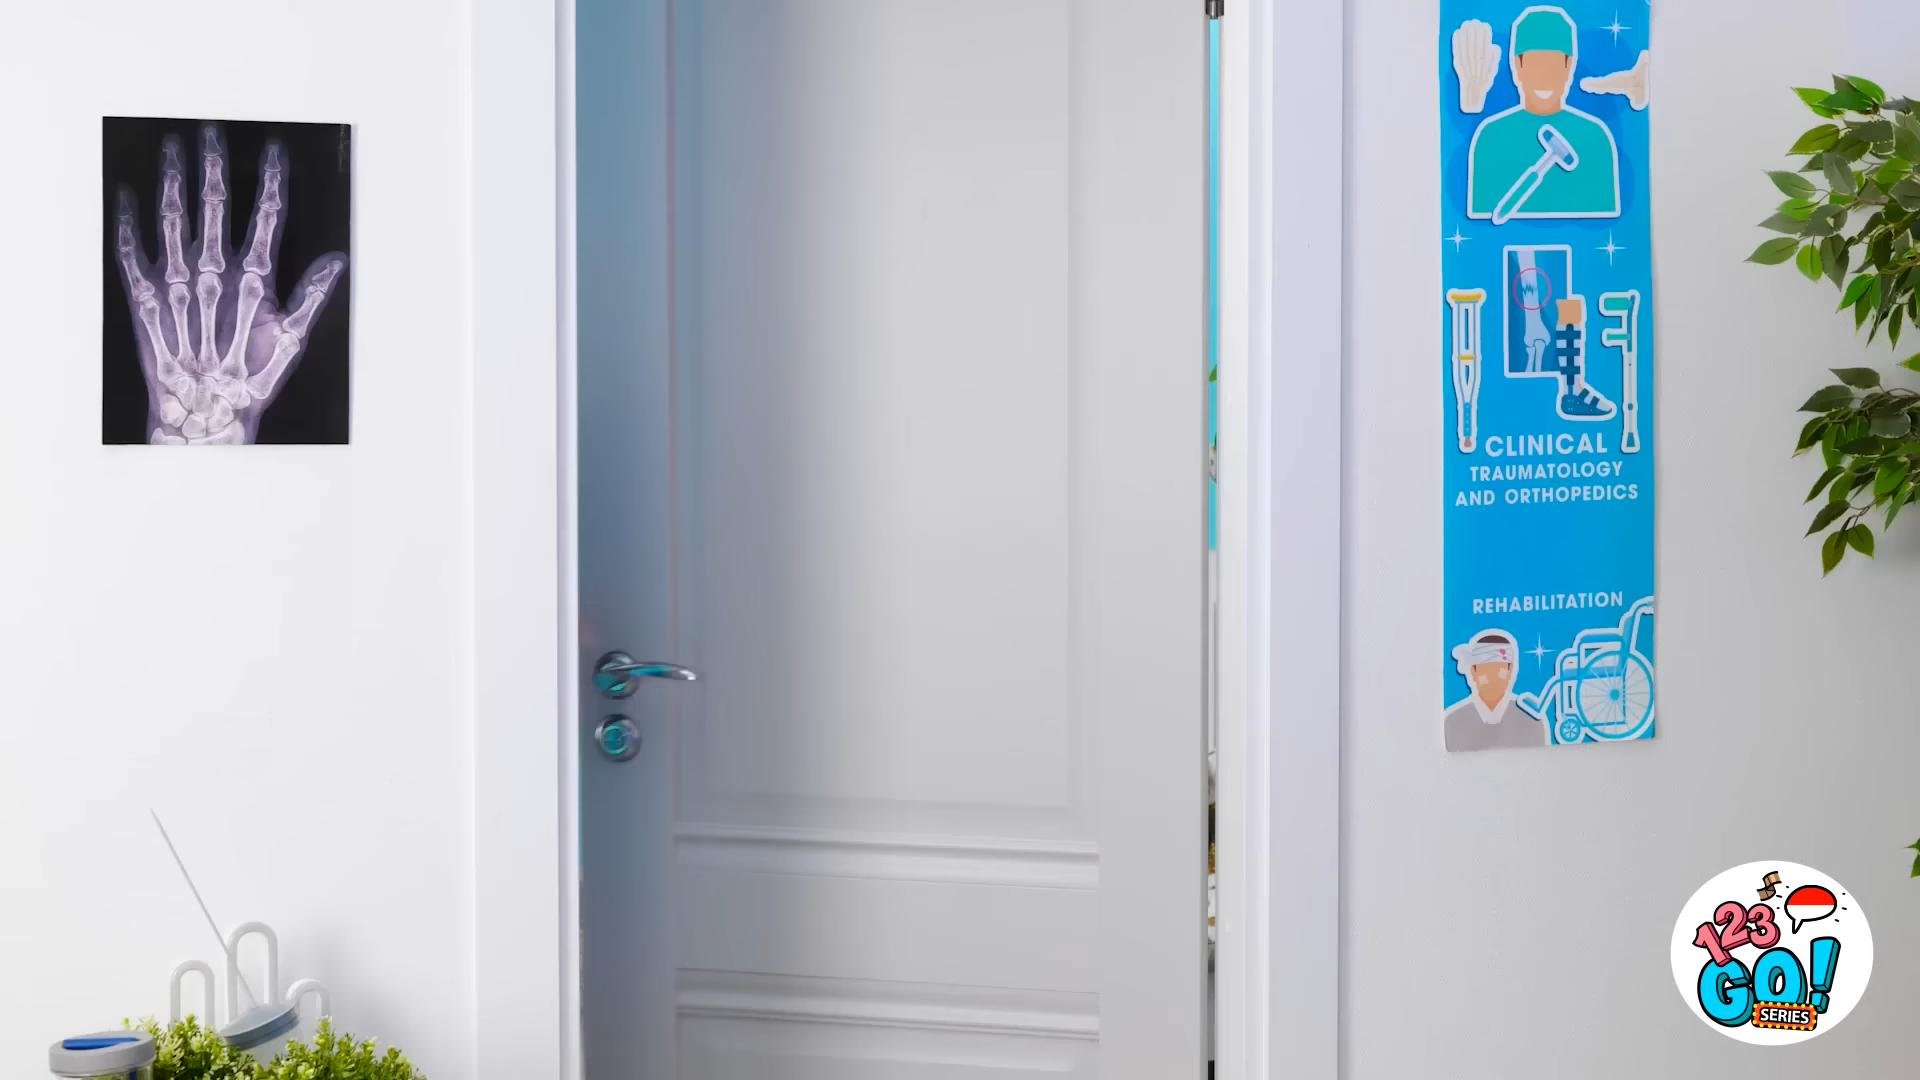 CLINICAL
TRAUMATOLOGY
AND ORTHOPEDICS
REHABILITATION
123
GO!
SERIES